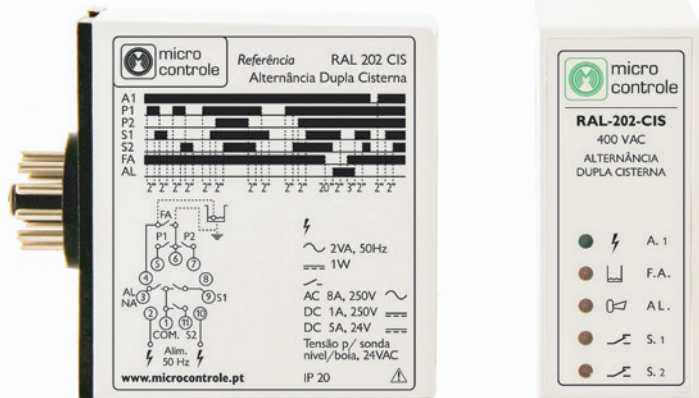 micro
controle
Referência RAL 202 CIS
Alternância Dupla Cisterna
A1
P1
P2
S1
S2
FA
AL
2" 2" 2" 2" 2" 2" 2" 2" 2" 2" 20" 2" 3" 2" 2" 2"
FA
P1 P2
5 6 7
4 8
AL
NA 3 9 S1
2 1 11 10
COM. S2
Alim.
50 Hz
2VA, 50Hz
1W
AC 8A, 250V
DC 1A, 250V
DC 5A, 24V
Tensão p/ sonda
nivel/boia, 24VAC
www.microcontrole.pt IP 20
micro
controle
RAL-202-CIS
400 VAC
ALTERNÂNCIA
DUPLA CISTERNA
A. 1
F.A.
AL.
S. 1
S. 2